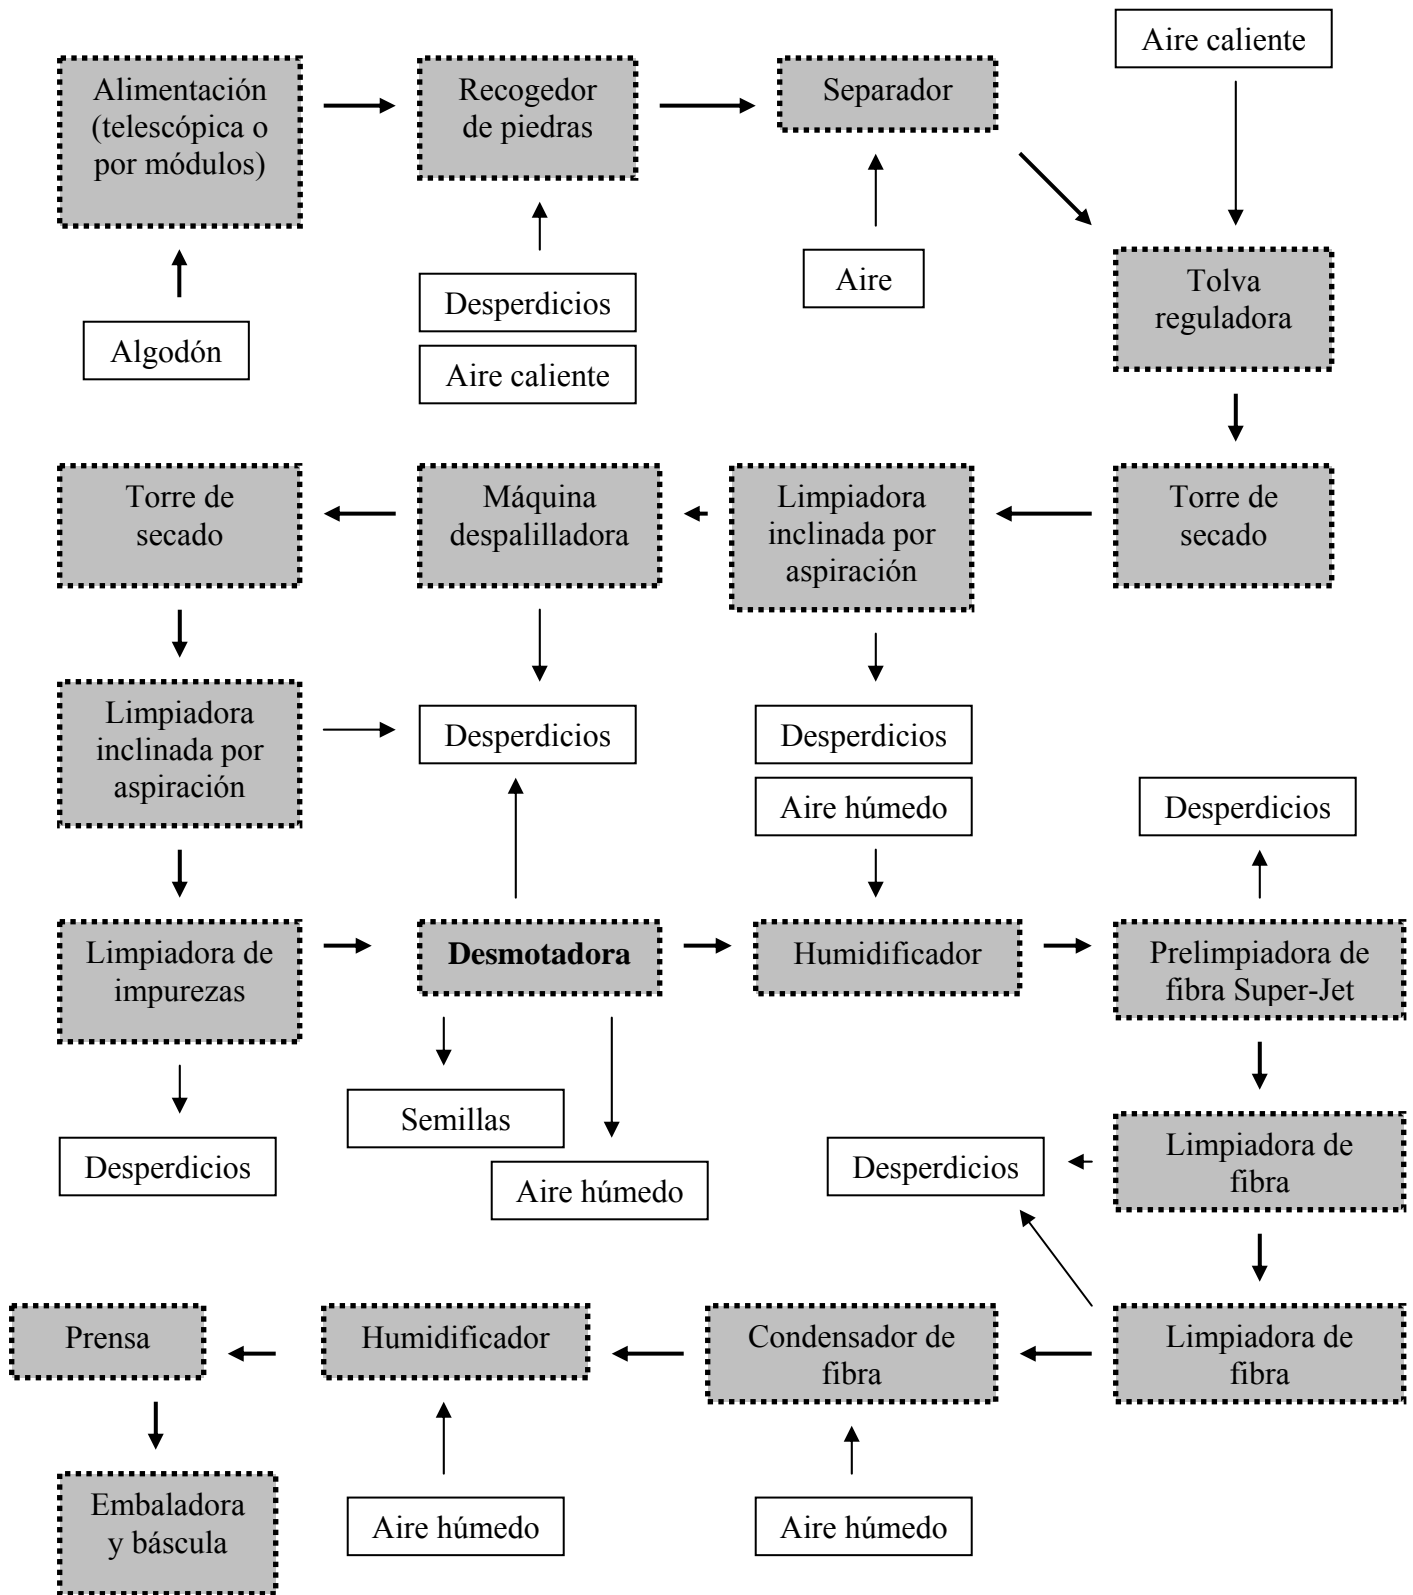 Aire caliente
Alimentación
(telescópica o
por módulos)
Recogedor
de piedras
Separador
Desperdicios
Aire caliente
Aire
Algodón
Tolva
reguladora
Torre de
secado
Máquina
despalilladora
Limpiadora
inclinada por
aspiración
Torre de
secado
Limpiadora
inclinada por
aspiración
Desperdicios
Desperdicios
Aire húmedo
Desperdicios
Limpiadora de
impurezas
Desmotadora
Humidificador
Prelimpiadora de
fibra Super-Jet
Semillas
Aire húmedo
Desperdicios
Desperdicios
Limpiadora de
fibra
Prensa
Humidificador
Condensador de
fibra
Limpiadora de
fibra
Embaladora
y báscula
Aire húmedo
Aire húmedo